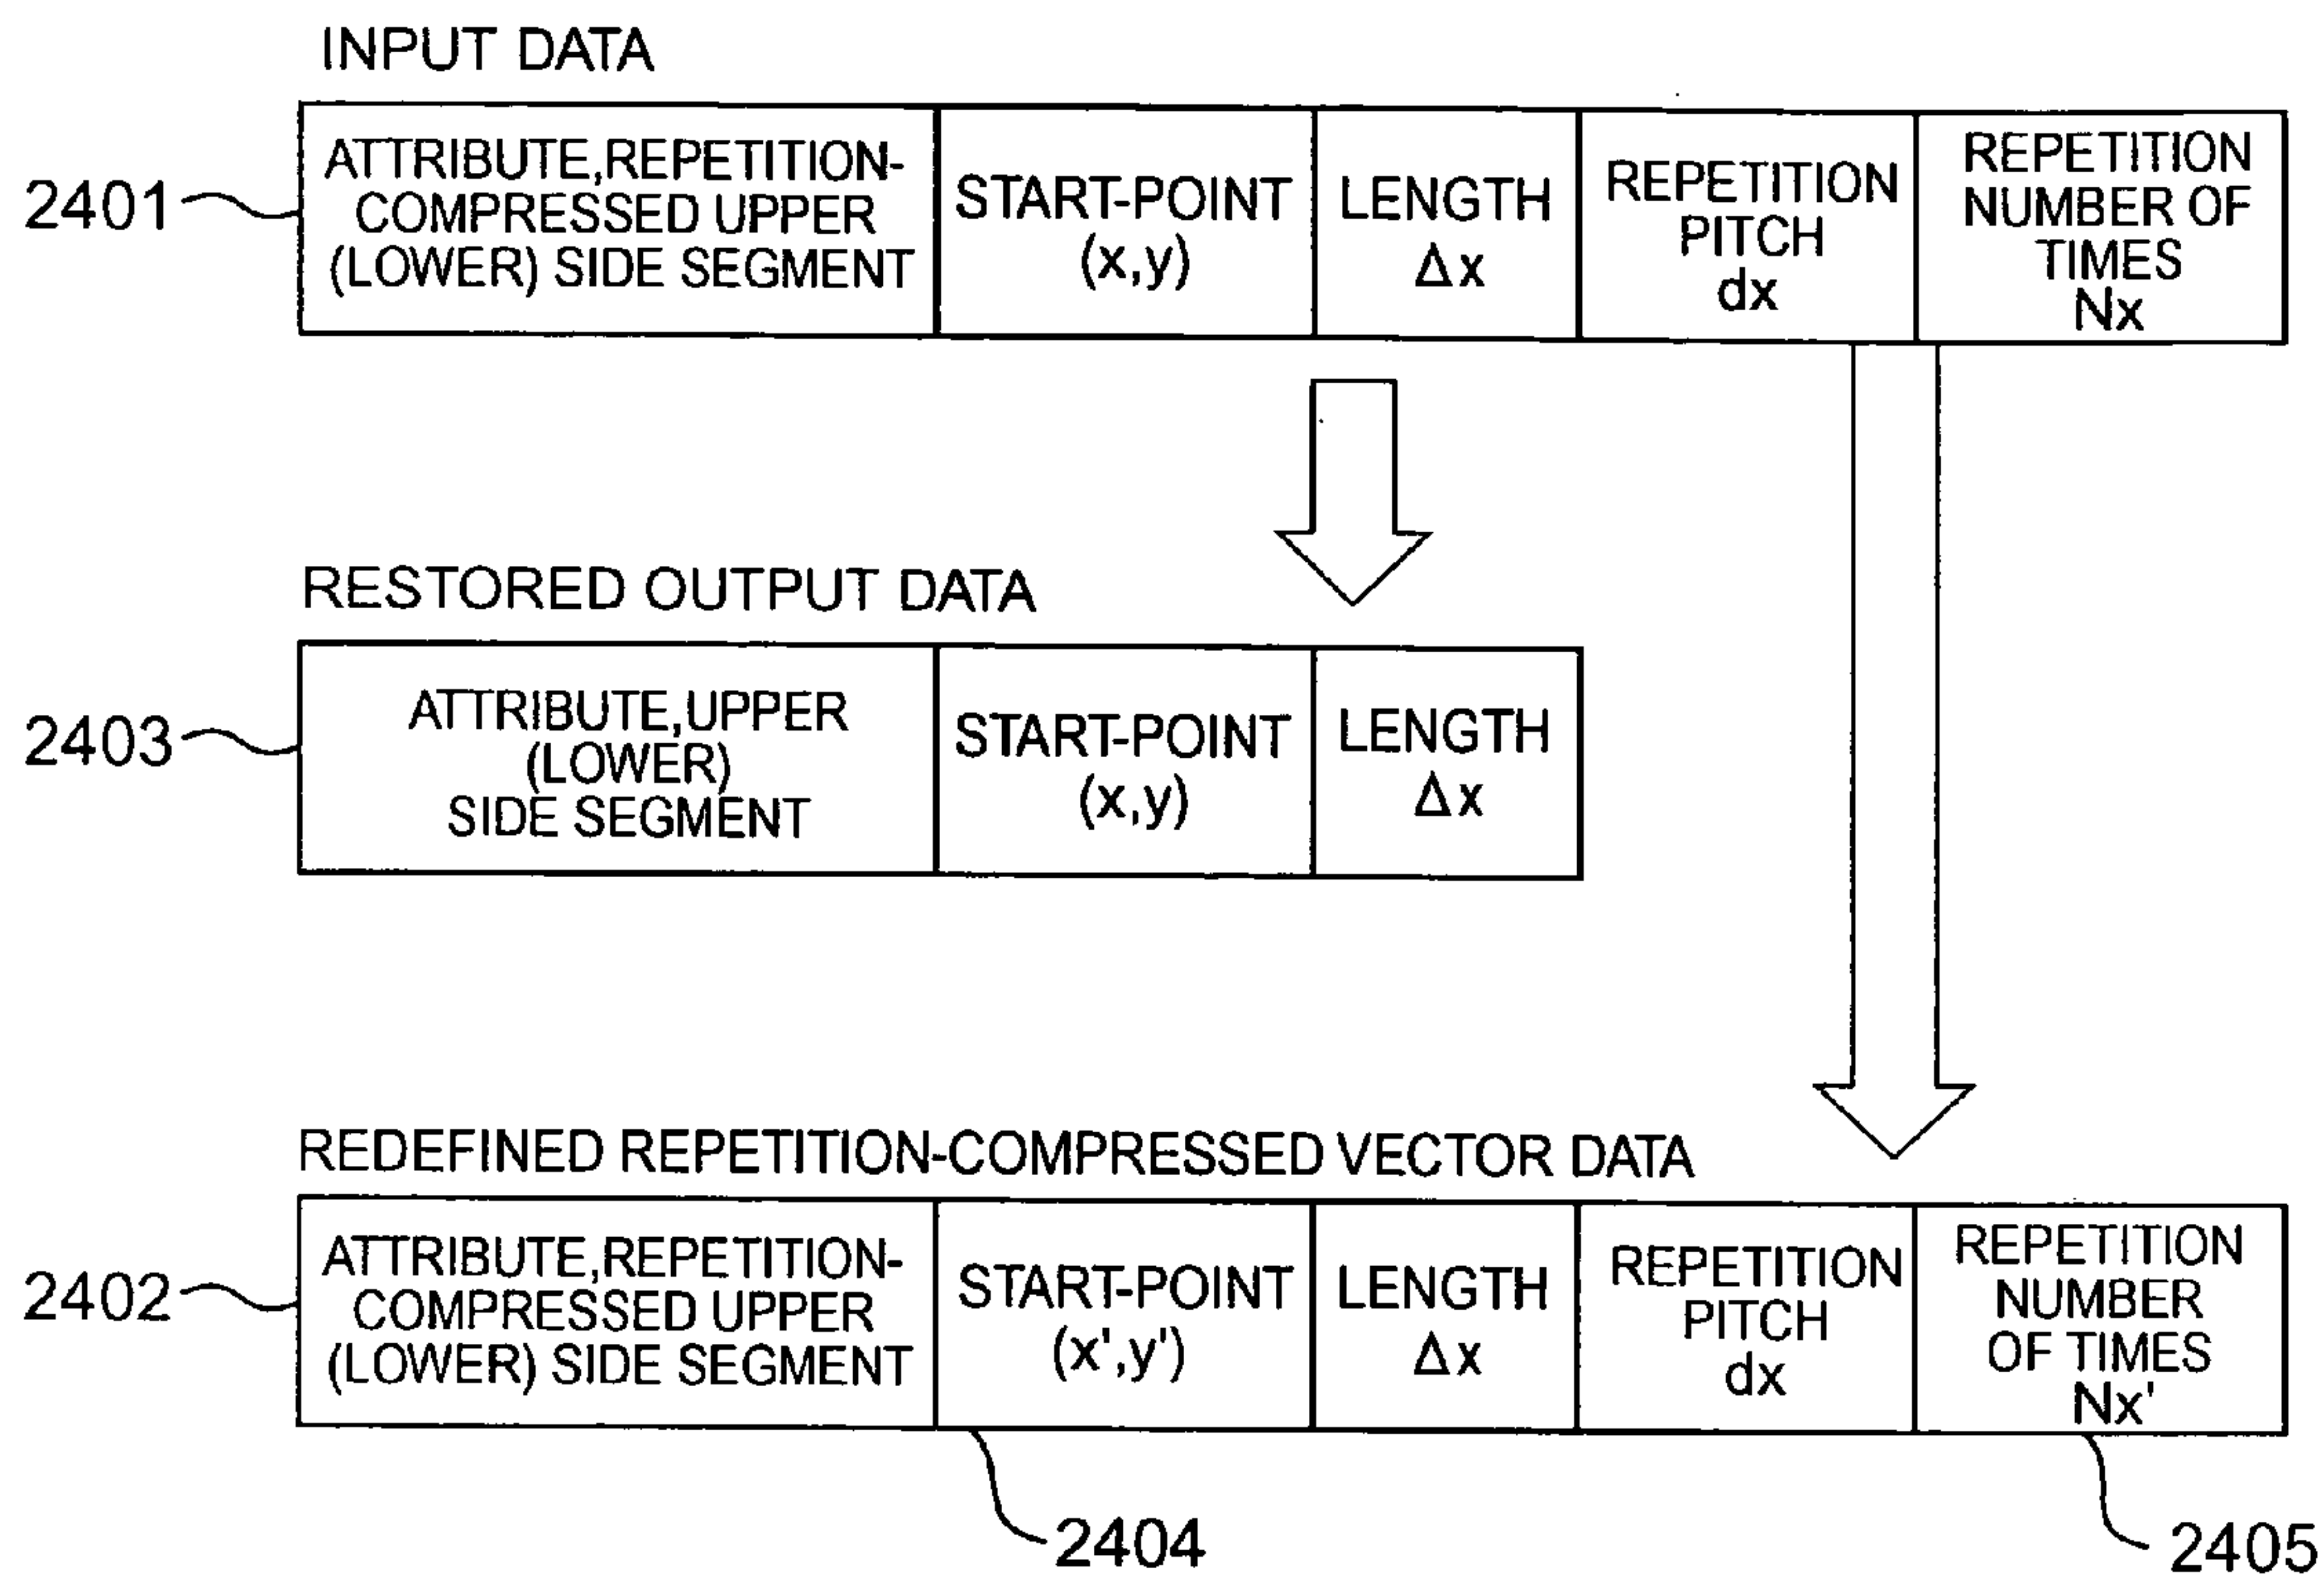 INPUT DATA
2401
ATTRIBUTE,REPETITION-
COMPRESSED UPPER
(LOWER) SIDE SEGMENT
START-POINT
(x,y)
LENGTH
Δx
REPETITION
PITCH
dx
REPETITION
NUMBER OF
TIMES
Nx
RESTORED OUTPUT DATA
2403
ATTRIBUTE,UPPER
(LOWER)
SIDE SEGMENT
START-POINT
(x,y)
LENGTH
Δx
REDEFINED REPETITION-COMPRESSED VECTOR DATA
2402
ATTRIBUTE,REPETITION-
COMPRESSED UPPER
(LOWER) SIDE SEGMENT
START-POINT
(x',y')
LENGTH
Δx
REPETITION
PITCH
dx
REPETITION
NUMBER
OF TIMES
Nx'
2404
2405